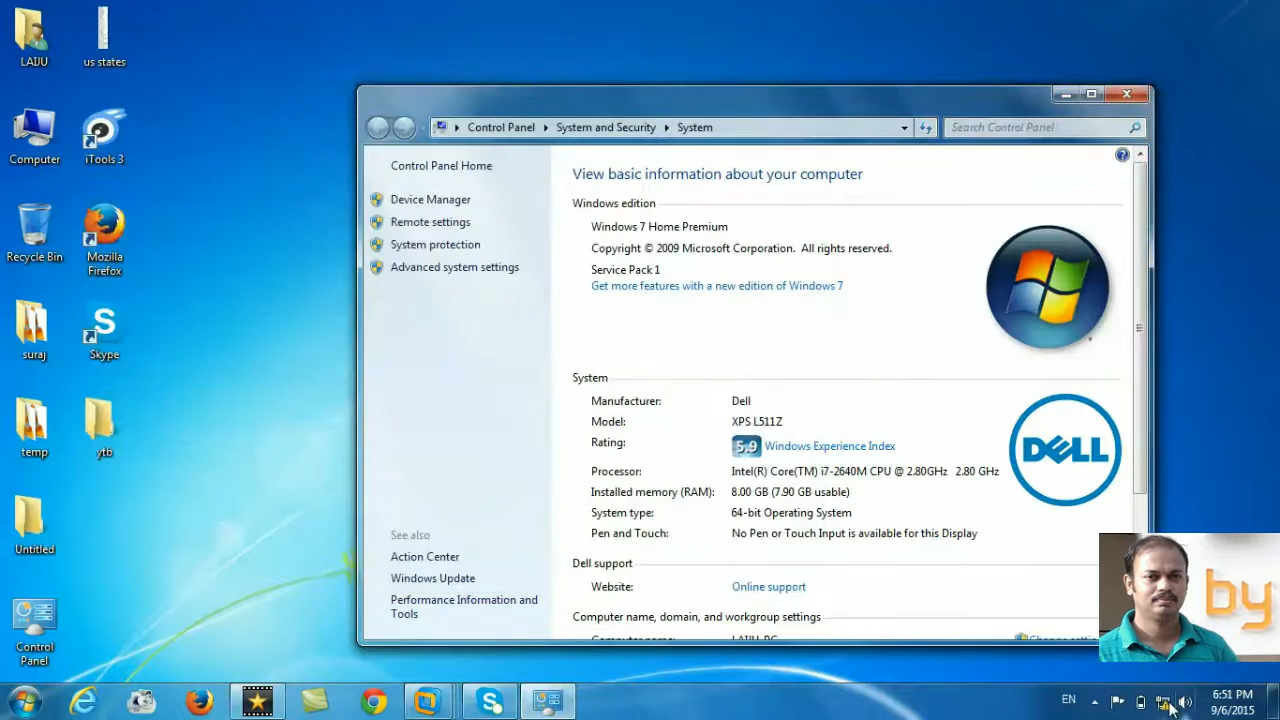 LAIJU
us states
Computer
iTools 3
Recycle Bin
Mozilla
Firefox
suraj
Skype
temp
ytb
Untitled
Control
Panel
Control Panel
System and Security
System
Search Control Panel
Control Panel Home
Device Manager
Remote settings
System protection
Advanced system settings
See also
Action Center
Windows Update
Performance Information and
Tools
View basic information about your computer
Windows edition
Windows 7 Home Premium
Copyright © 2009 Microsoft Corporation. All rights reserved.
Service Pack 1
Get more features with a new edition of Windows 7
System
Manufacturer: Dell
Model: XPS L511Z
Rating: 5.9 Windows Experience Index
Processor: Intel(R) Core(TM) i7-2640M CPU @ 2.80GHz 2.80 GHz
Installed memory (RAM): 8.00 GB (7.90 GB usable)
System type: 64-bit Operating System
Pen and Touch: No Pen or Touch Input is available for this Display
DELL
Dell support
Website: Online support
Computer name, domain, and workgroup settings
Computer name: LAIJU-PC
by
EN
6:51 PM
9/6/2015